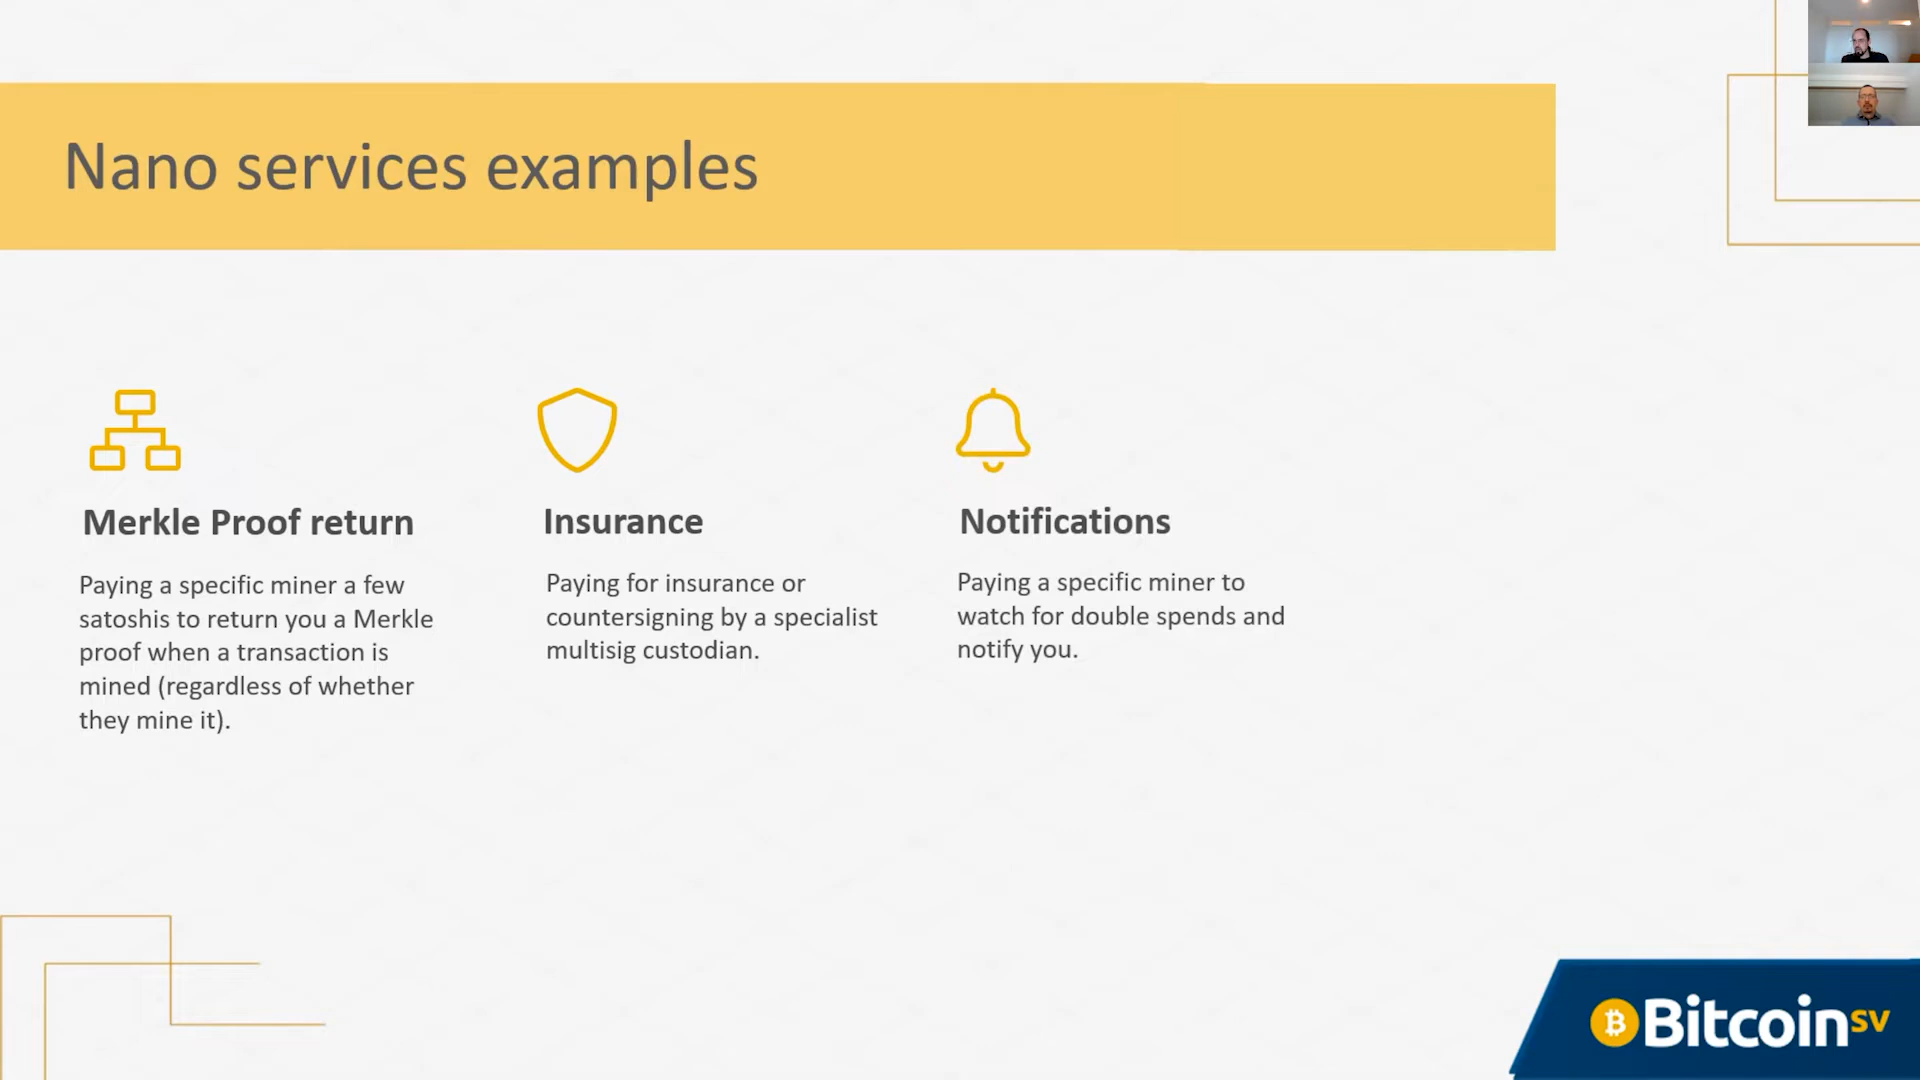 Nano services examples
Merkle Proof return
Paying a specific miner a few
satoshis to return you a Merkle
proof when a transaction is
mined (regardless of whether
they mine it).
Insurance
Paying for insurance or
countersigning by a specialist
multisig custodian.
Notifications
Paying a specific miner to
watch for double spends and
notify you.
BitcoinSV